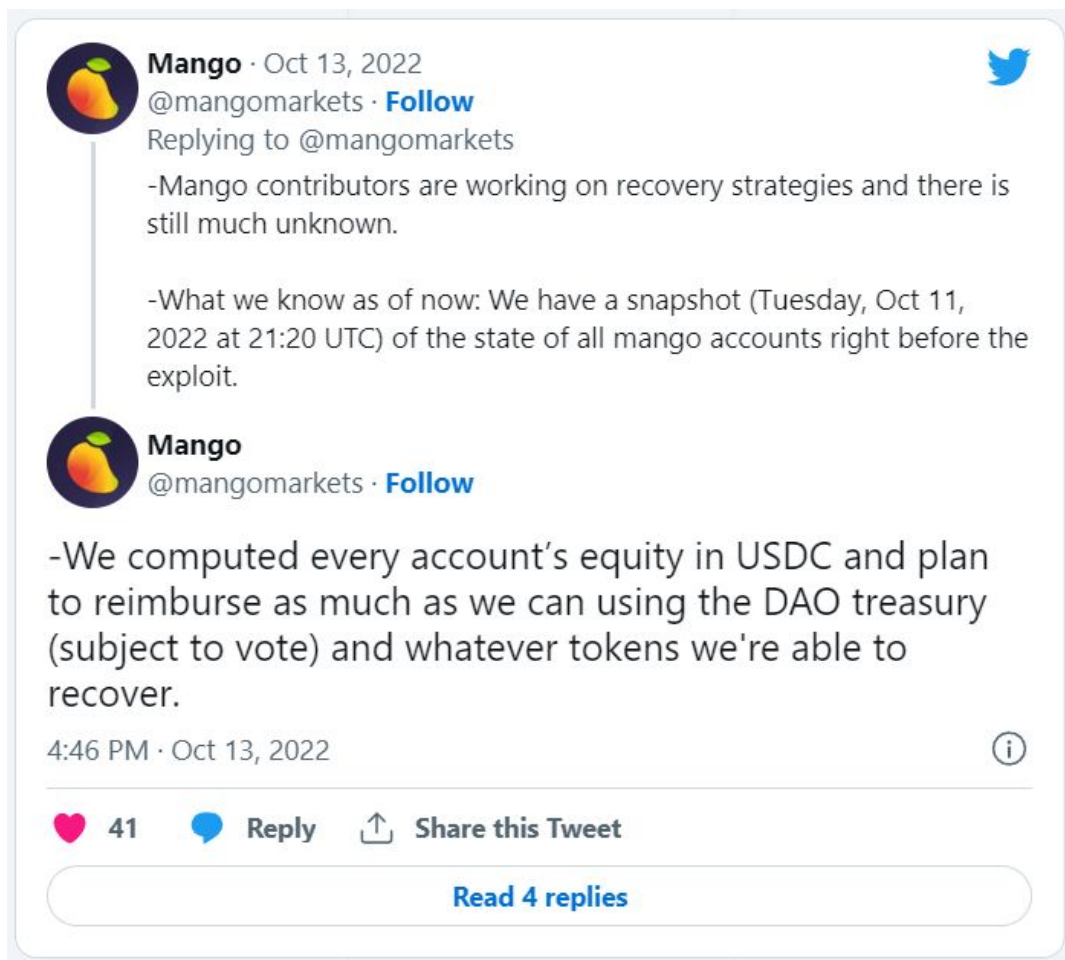 Mango · Oct 13, 2022
@mangomarkets · Follow
Replying to @mangomarkets
-Mango contributors are working on recovery strategies and there is
still much unknown.
-What we know as of now: We have a snapshot (Tuesday, Oct 11,
2022 at 21:20 UTC) of the state of all mango accounts right before the
exploit.
Mango
@mangomarkets · Follow
-We computed every account’s equity in USDC and plan
to reimburse as much as we can using the DAO treasury
(subject to vote) and whatever tokens we're able to
recover.
4:46 PM · Oct 13, 2022
41 Reply Share this Tweet
Read 4 replies